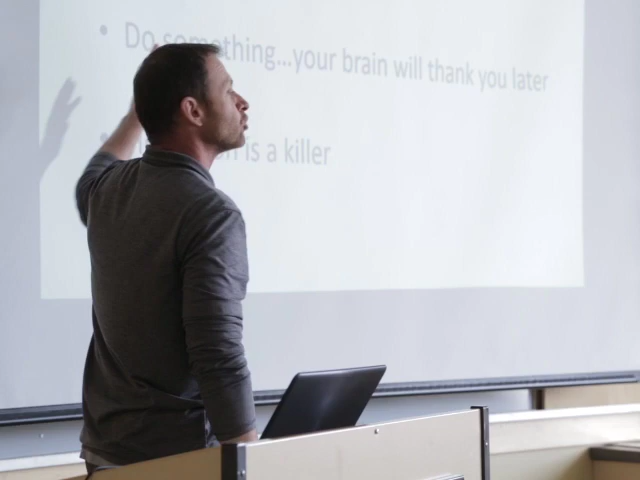 • Do something...your brain will thank you later
• is a killer